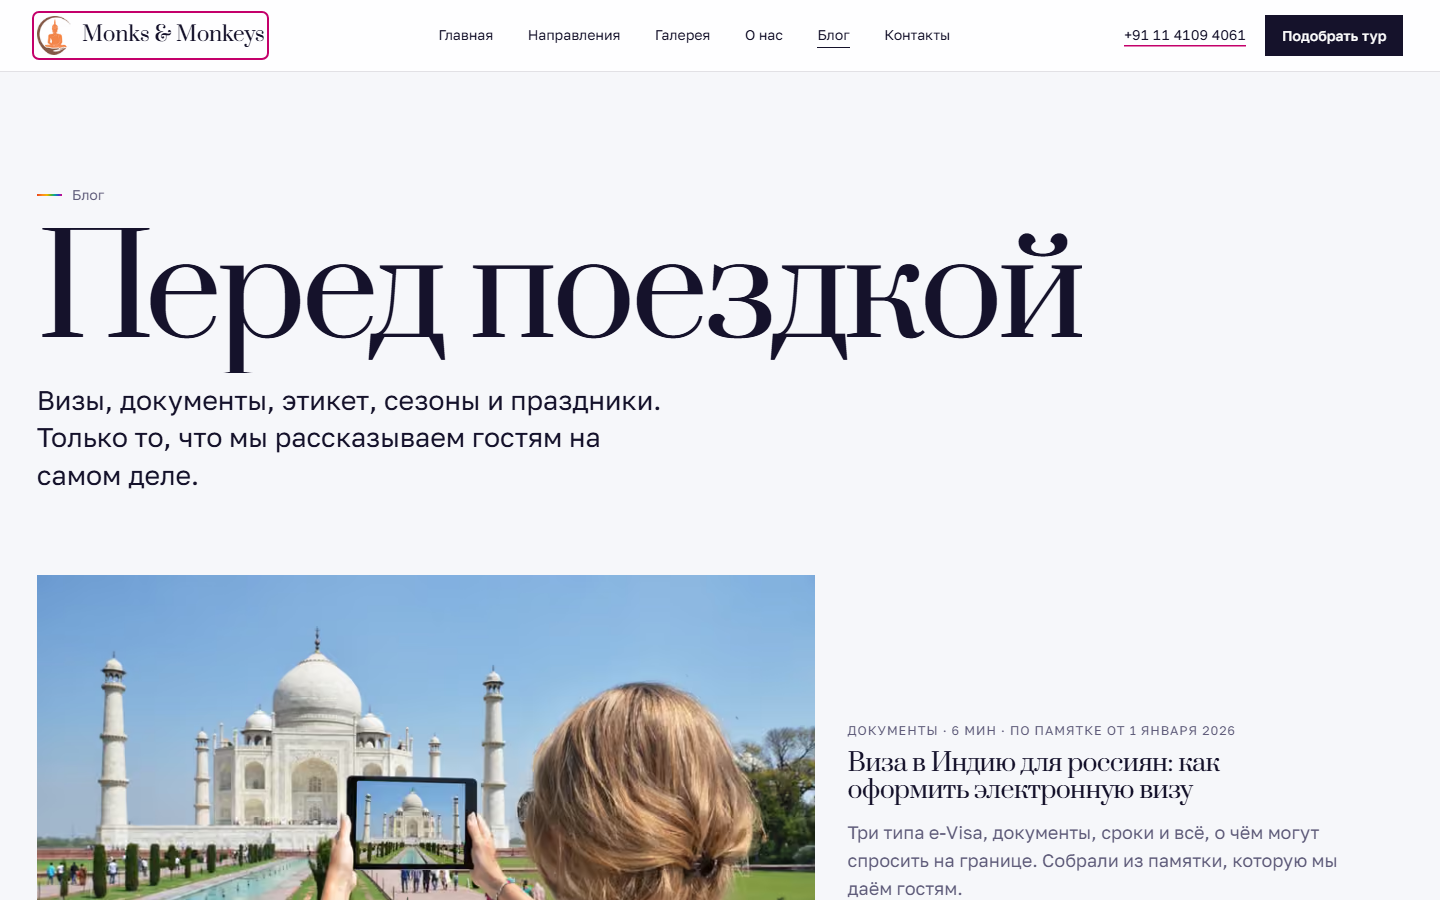 Monks & Monkeys
Главная
Направления
Галерея
О нас
Блог
Контакты
+91 11 4109 4061
Подобрать тур
Блог
Перед поездкой
Визы, документы, этикет, сезоны и праздники.
Только то, что мы рассказываем гостям на
самом деле.
ДОКУМЕНТЫ · 6 МИН · ПО ПАМЯТКЕ ОТ 1 ЯНВАРЯ 2026
Виза в Индию для россиян: как
оформить электронную визу
Три типа e-Visa, документы, сроки и всё, о чём могут
спросить на границе. Собрали из памятки, которую мы
даём гостям.